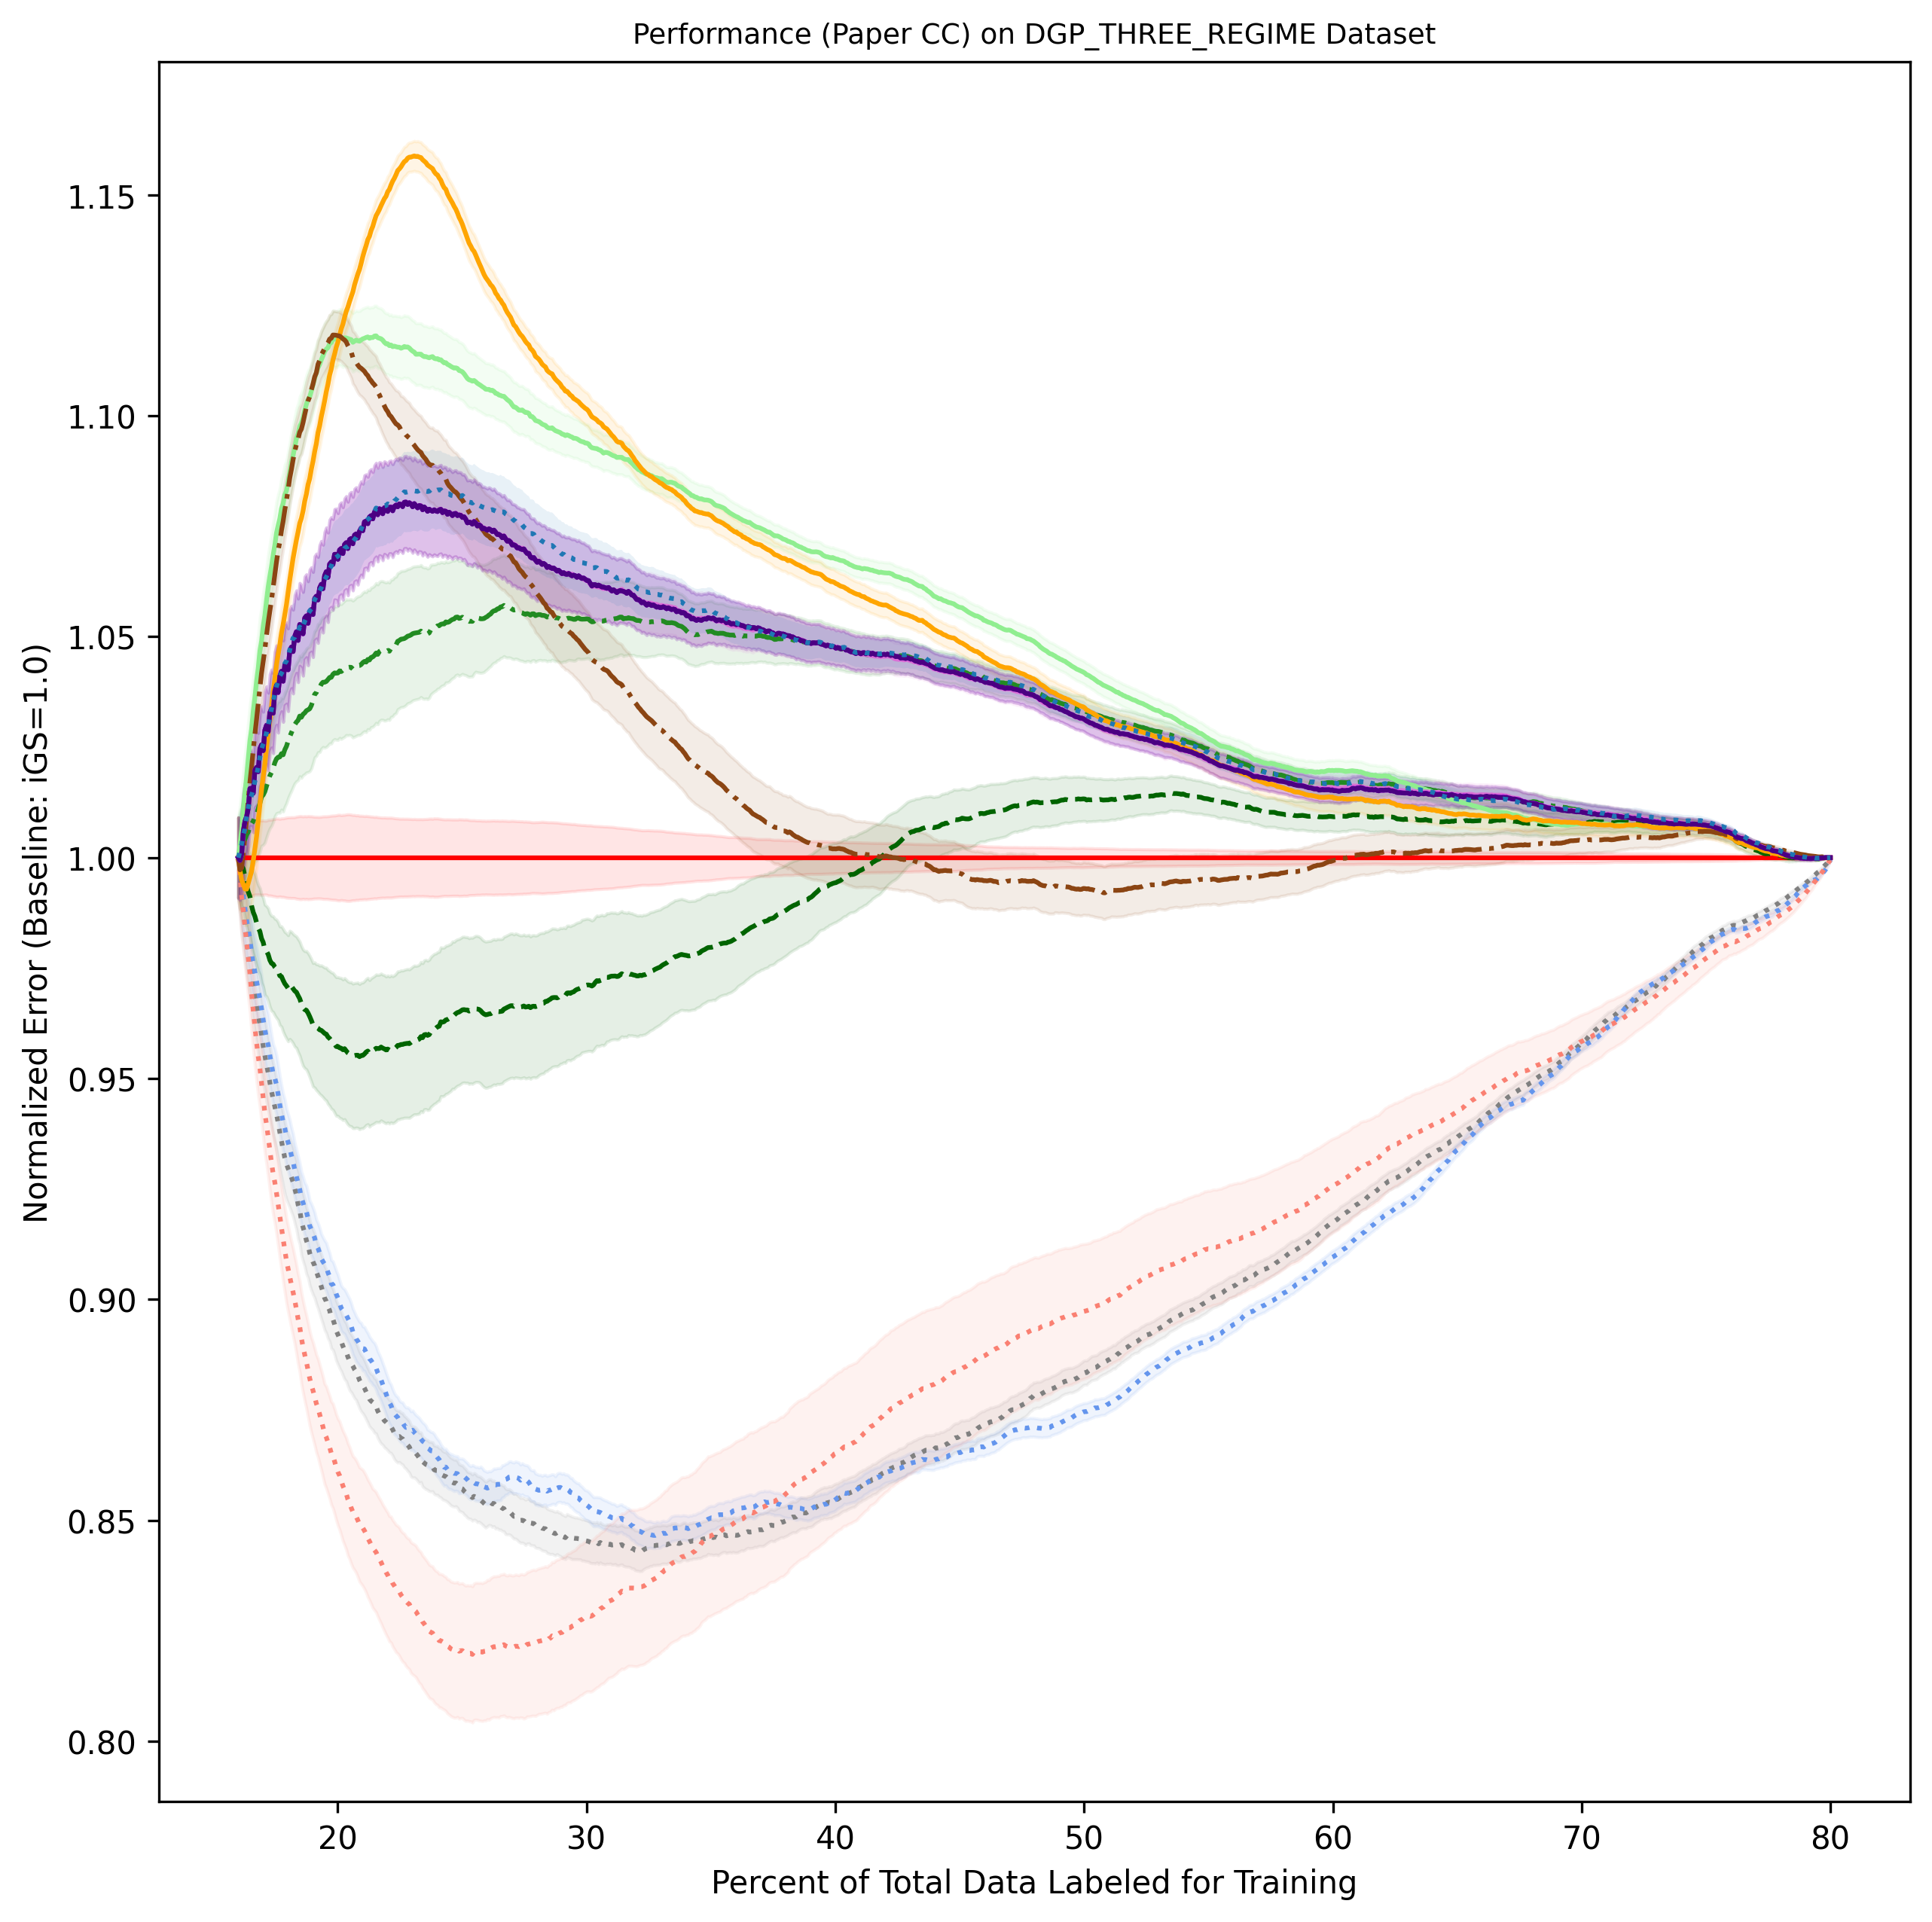 Performance (Paper CC) on DGP_THREE_REGIME Dataset
Normalized Error (Baseline: iGS=1.0)
1.15
1.10
1.05
1.00
0.95
0.90
0.85
0.80
20 30 40 50 60 70 80
Percent of Total Data Labeled for Training